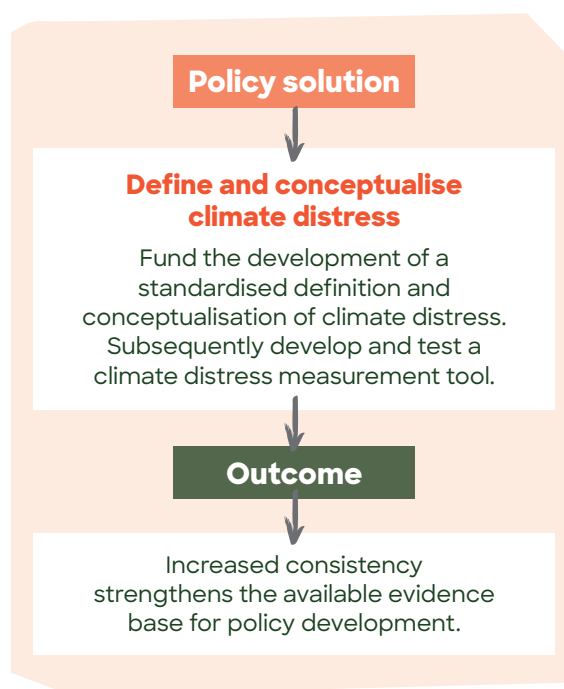 Policy solution
Define and conceptualise
climate distress
Fund the development of a
standardised definition and
conceptualisation of climate distress.
Subsequently develop and test a
climate distress measurement tool.
Outcome
Increased consistency
strengthens the available evidence
base for policy development.